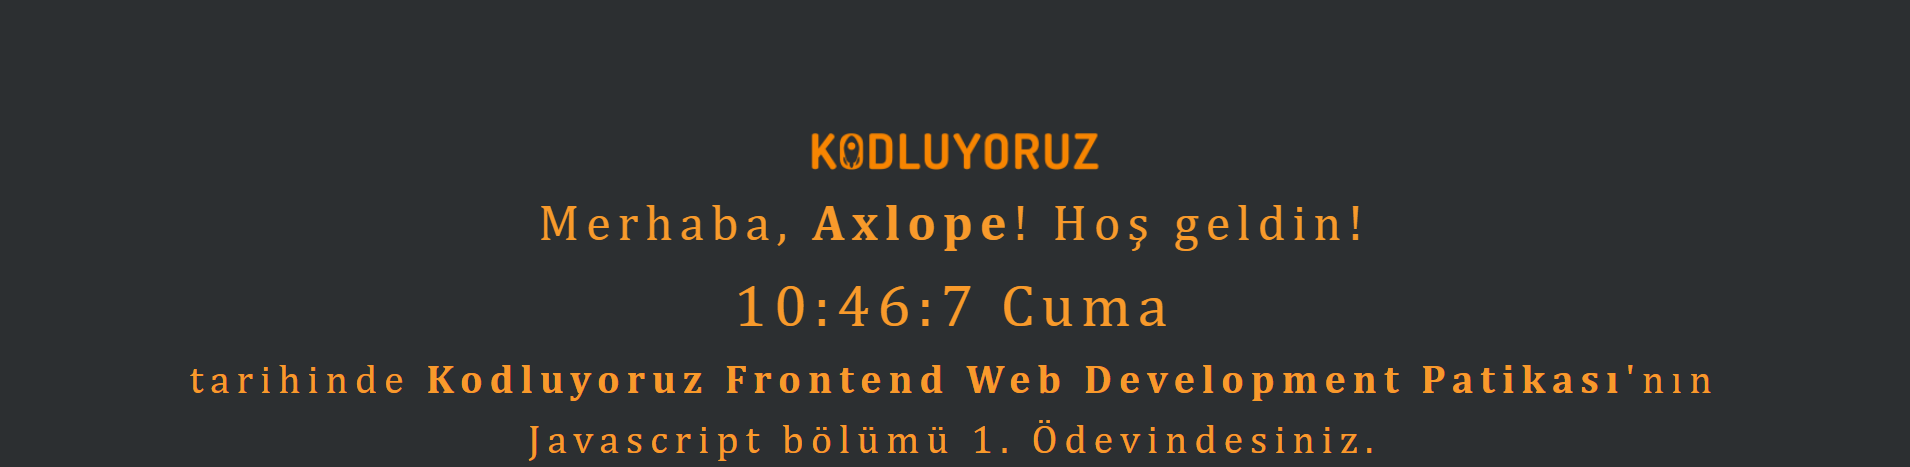 KODLUYORUZ
Merhaba, Axlope! Hoş geldin!
10:46:7 Cuma
tarihinde Kodluyoruz Frontend Web Development Patikası'nın
Javascript bölümü 1. Ödevindesiniz.